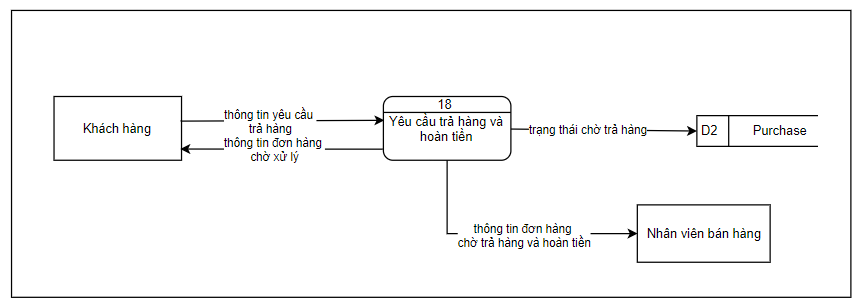 18
Khách hàng
thông tin yêu cầu
trả hàng
Yêu cầu trả hàng và
hoàn tiền
trạng thái chờ trả hàng
D2
Purchase
thông tin đơn hàng
chờ xử lý
thông tin đơn hàng
chờ trả hàng và hoàn tiền
Nhân viên bán hàng